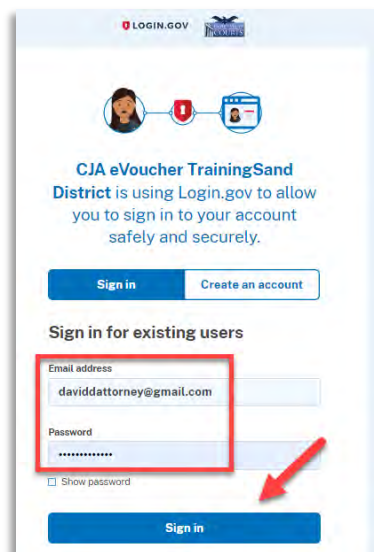 LOGIN.GOV
COURTS
CJA eVoucher TrainingSand
District is using Login.gov to allow
you to sign in to your account
safely and securely.
Sign in
Create an account
Sign in for existing users
Email address
daviddattorney@gmail.com
Password
•••••••••••••
Show password
Sign in